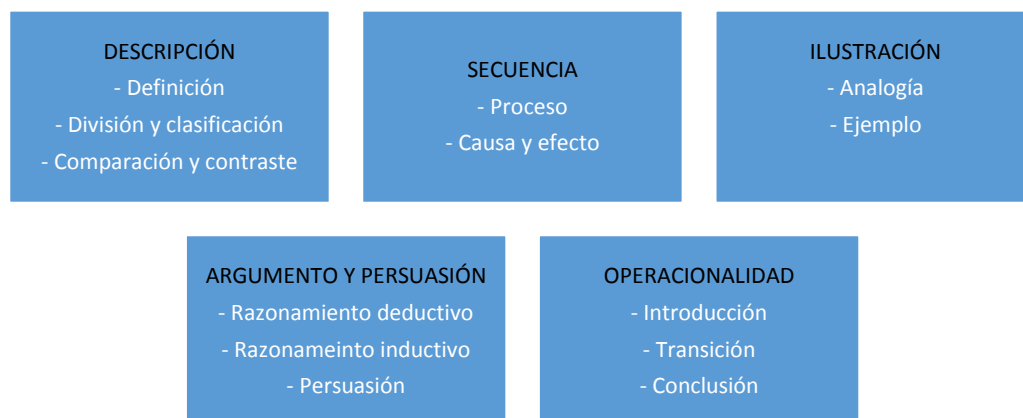 DESCRIPCIÓN
- Definición
- División y clasificación
- Comparación y contraste
SECUENCIA
- Proceso
- Causa y efecto
ILUSTRACIÓN
- Analogía
- Ejemplo
ARGUMENTO Y PERSUASIÓN
- Razonamiento deductivo
- Razonameinto inductivo
- Persuasión
OPERACIONALIDAD
- Introducción
- Transición
- Conclusión